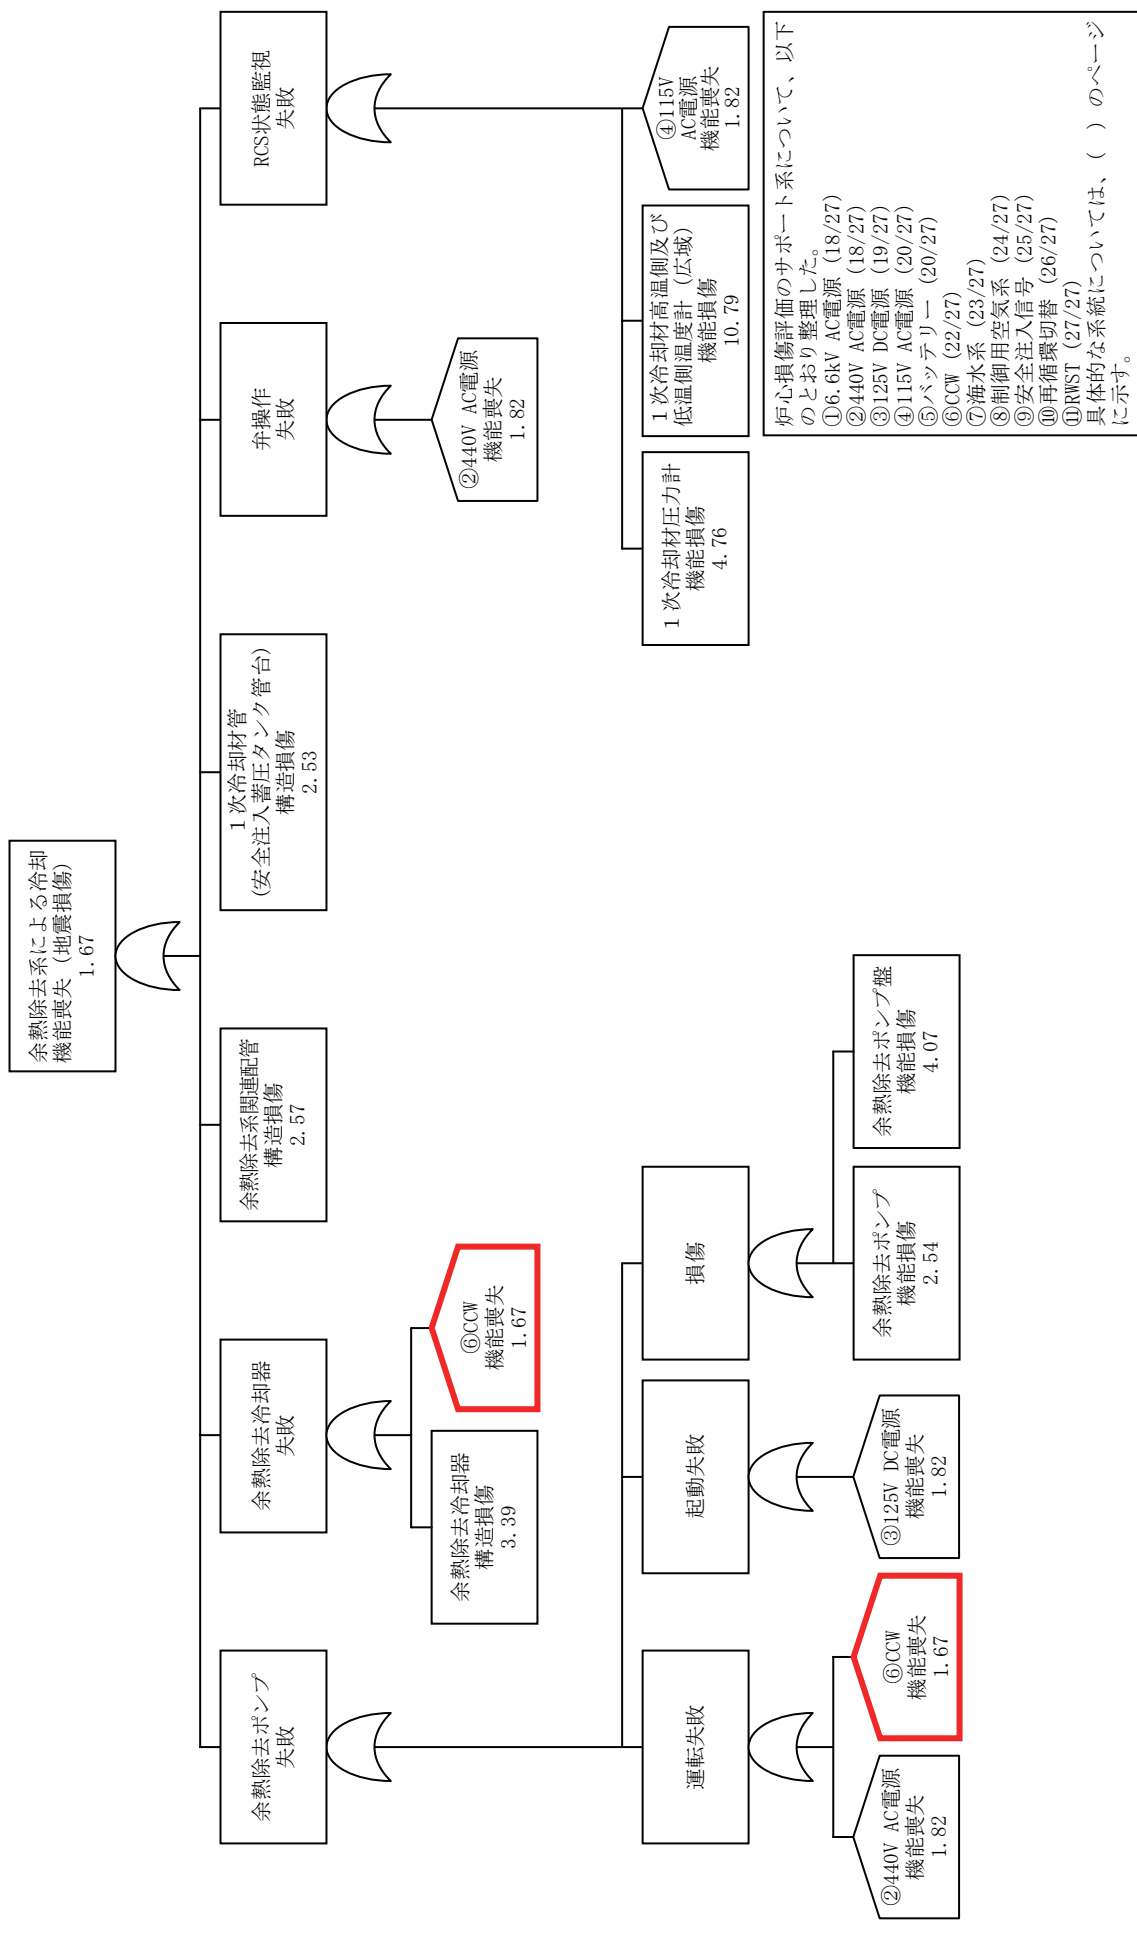 余熱除去系による冷却
機能喪失（地震損傷）
1.67
余熱除去ポンプ
失敗
余熱除去冷却器
失敗
余熱除去系関連配管
構造損傷
2.57
１次冷却材管
(安全注入蓄圧タンク管台)
構造損傷
2.53
弁操作
失敗
RCS状態監視
失敗
余熱除去冷却器
構造損傷
3.39
⑥CCW
機能喪失
1.67
②440V AC電源
機能喪失
1.82
運転失敗
起動失敗
損傷
１次冷却材圧力計
機能損傷
4.76
１次冷却材高温側及び
低温側温度計（広域）
機能損傷
10.79
④115V
AC電源
機能喪失
1.82
②440V AC電源
機能喪失
1.82
⑥CCW
機能喪失
1.67
③125V DC電源
機能喪失
1.82
余熱除去ポンプ
機能損傷
2.54
余熱除去ポンプ盤
機能損傷
4.07
炉心損傷評価のサポート系について、以下
のとおり整理した。
①6.6kV AC電源（18/27）
②440V AC電源（18/27）
③125V DC電源（19/27）
④115V AC電源（20/27）
⑤バッテリー（20/27）
⑥CCW（22/27）
⑦海水系（23/27）
⑧制御用空気系（24/27）
⑨安全注入信号（25/27）
⑩再循環切替（26/27）
⑪RWST（27/27）
具体的な系統については、（ ）のページ
に示す。